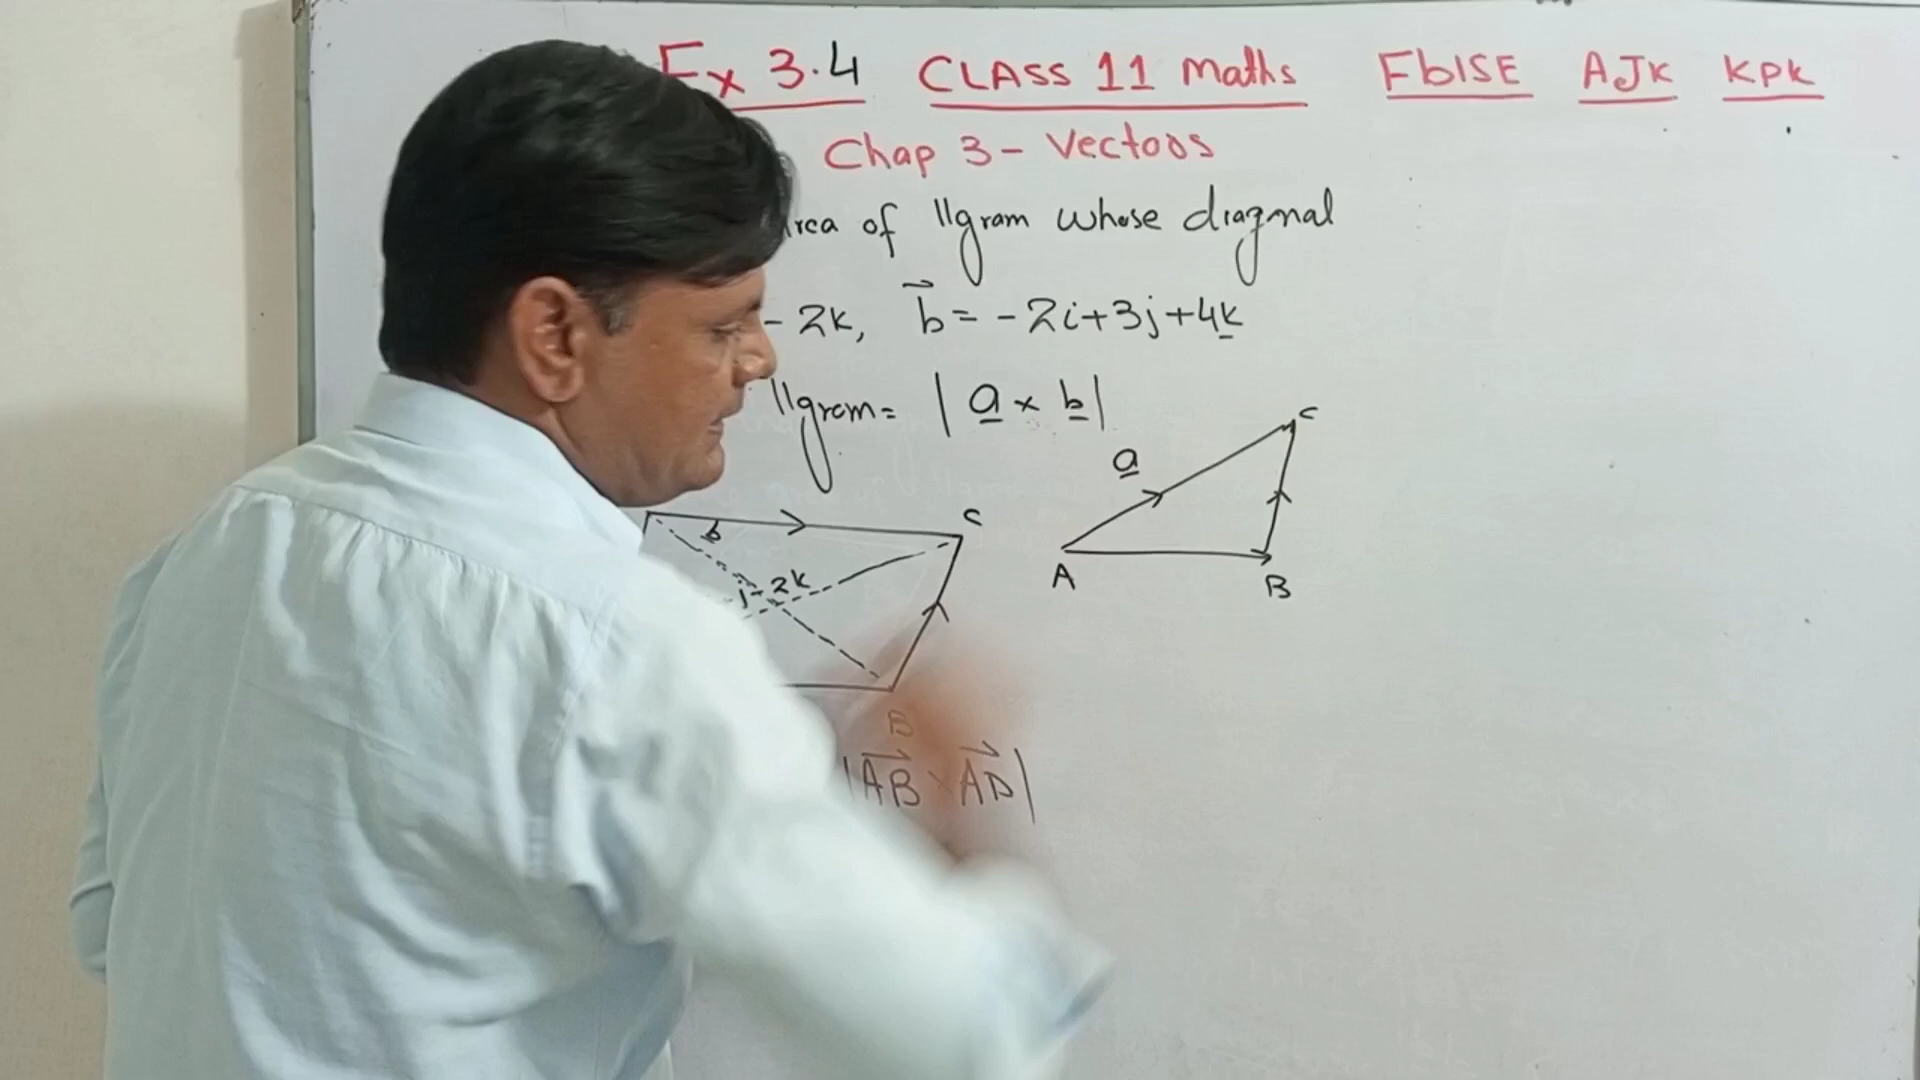 Ex 3.4 CLASS 11 Maths FbISE AJK KPK
Chap 3 - Vectors
of llgram whose diagnal
- 2k, b = - 2i + 3j + 4k
llgram = | a × b |
C
a
A
B
b
C
j - 2k
B
|AB × AD|